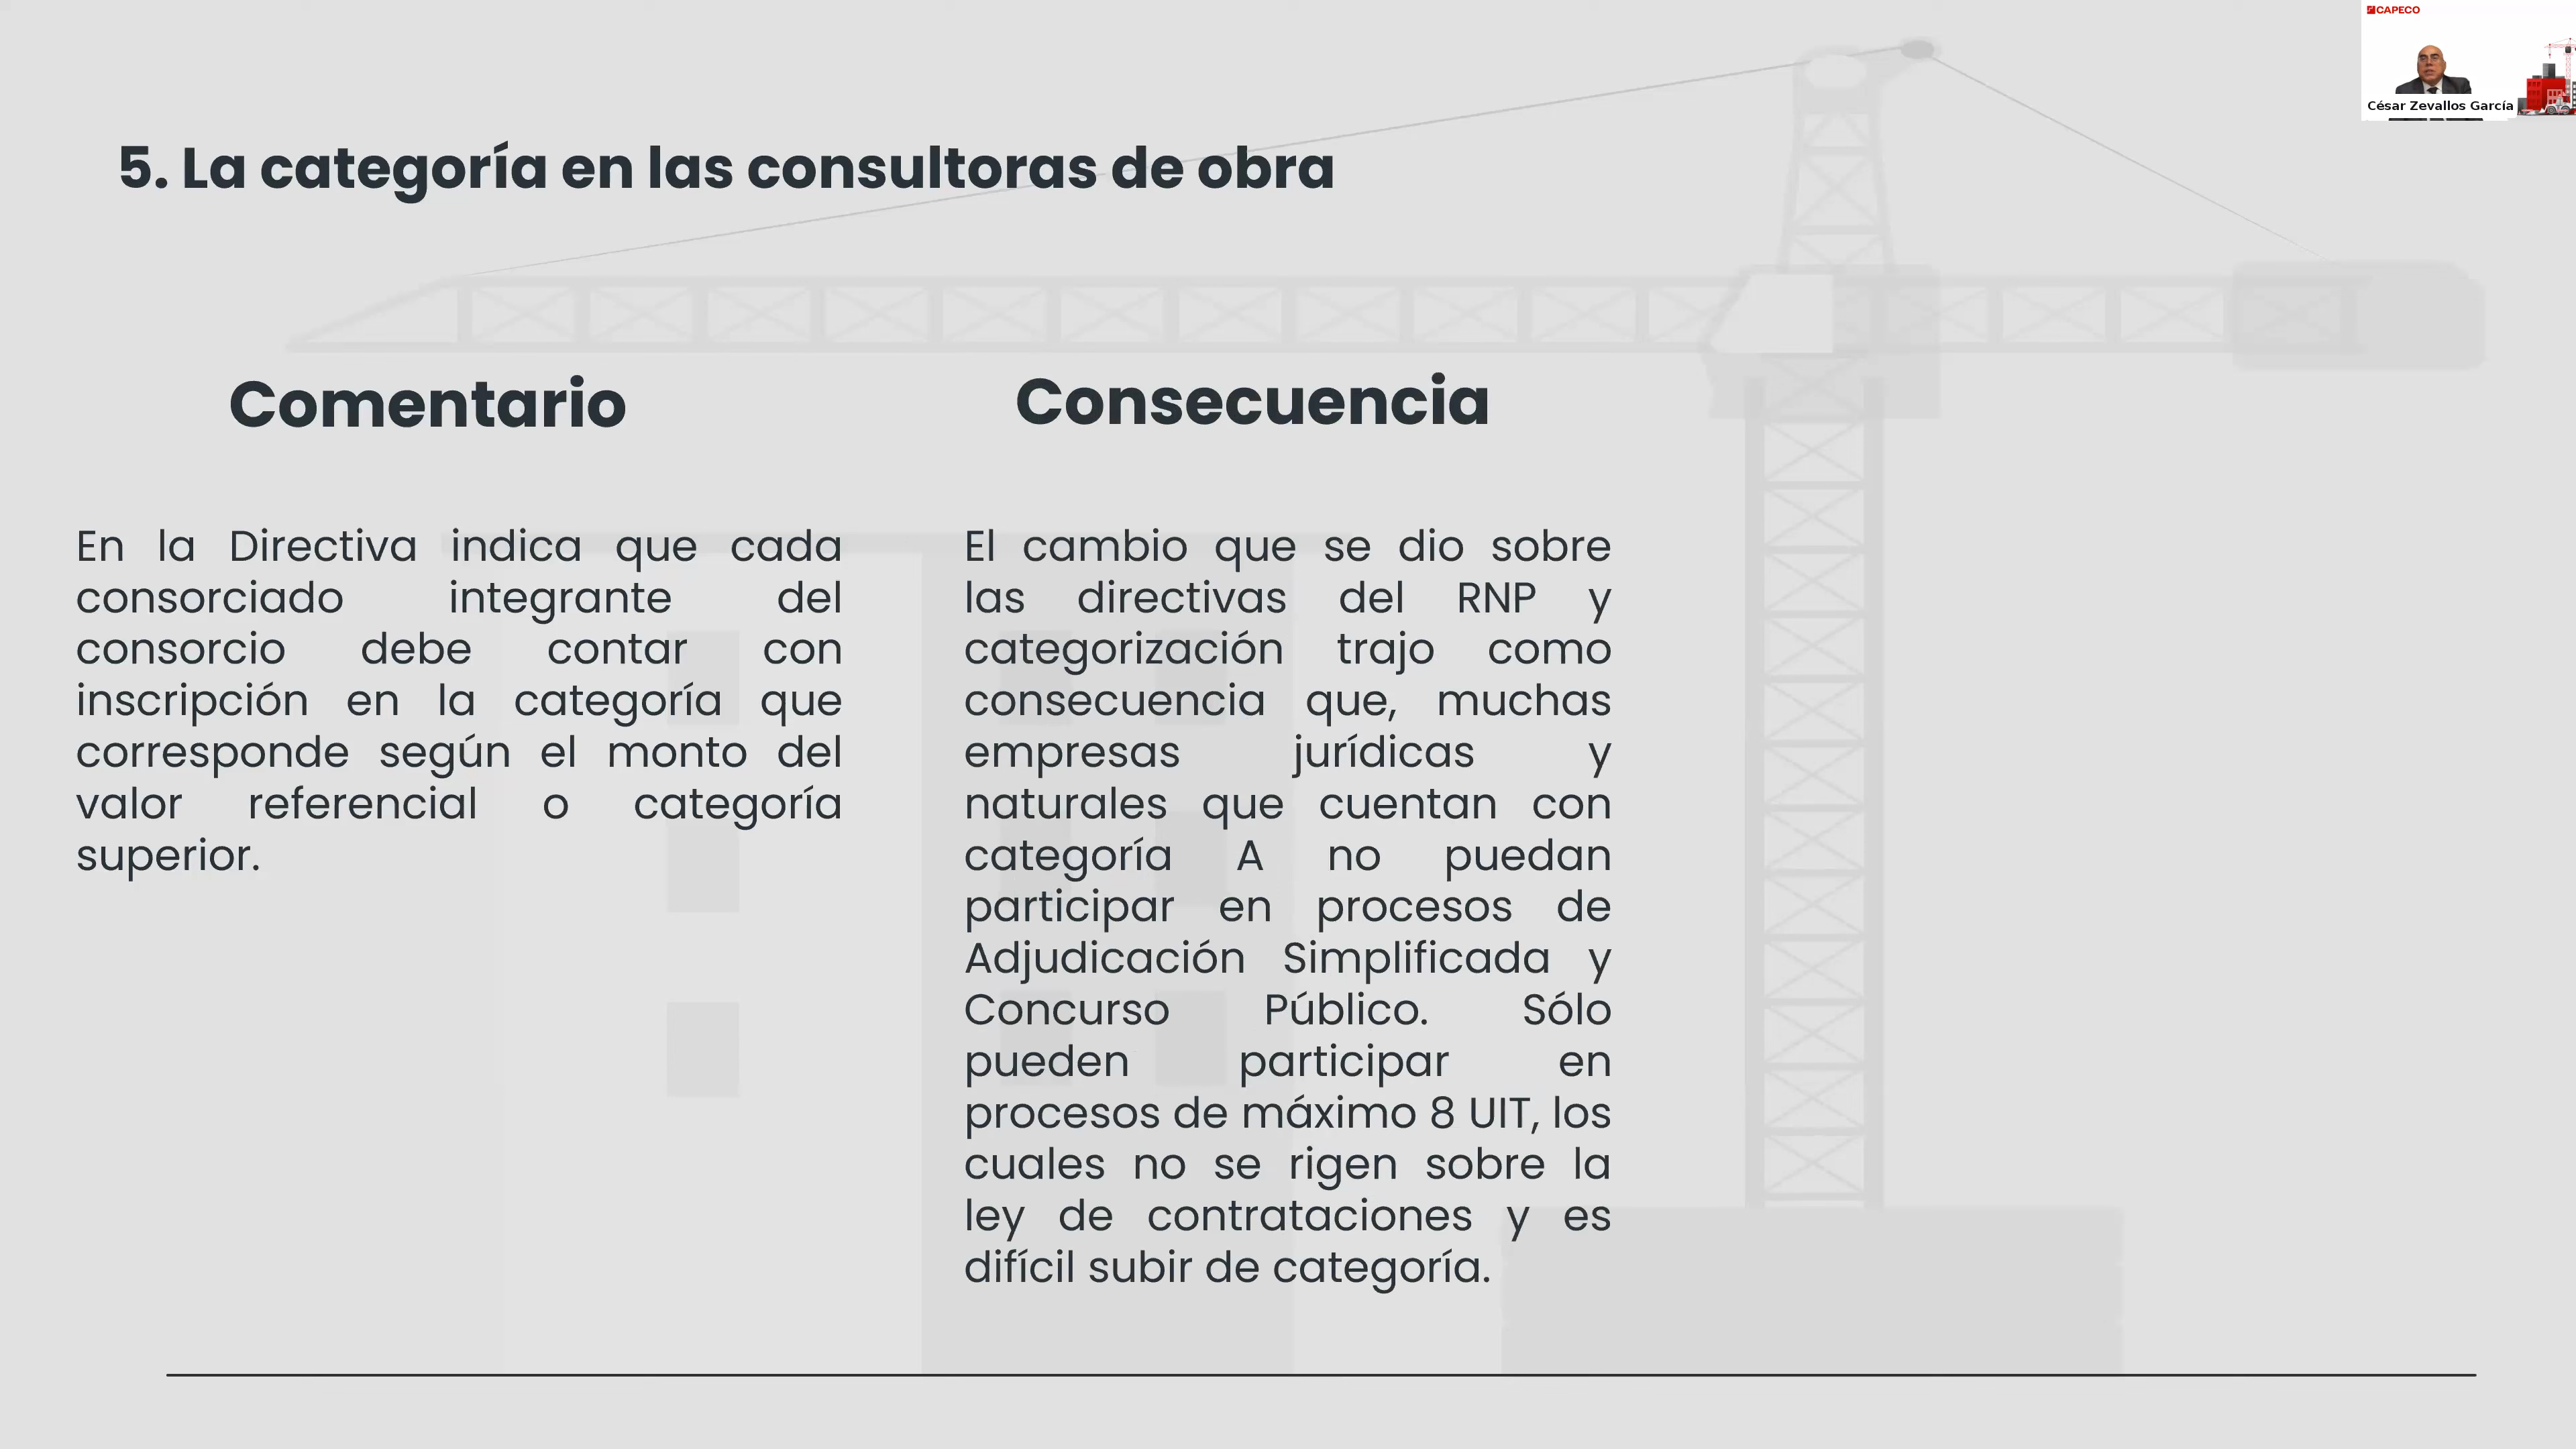 CAPECO
César Zevallos García
5. La categoría en las consultoras de obra
Comentario
En la Directiva indica que cada
consorciado integrante del
consorcio debe contar con
inscripción en la categoría que
corresponde según el monto del
valor referencial o categoría
superior.
Consecuencia
El cambio que se dio sobre
las directivas del RNP y
categorización trajo como
consecuencia que, muchas
empresas jurídicas y
naturales que cuentan con
categoría A no puedan
participar en procesos de
Adjudicación Simplificada y
Concurso Público. Sólo
pueden participar en
procesos de máximo 8 UIT, los
cuales no se rigen sobre la
ley de contrataciones y es
difícil subir de categoría.